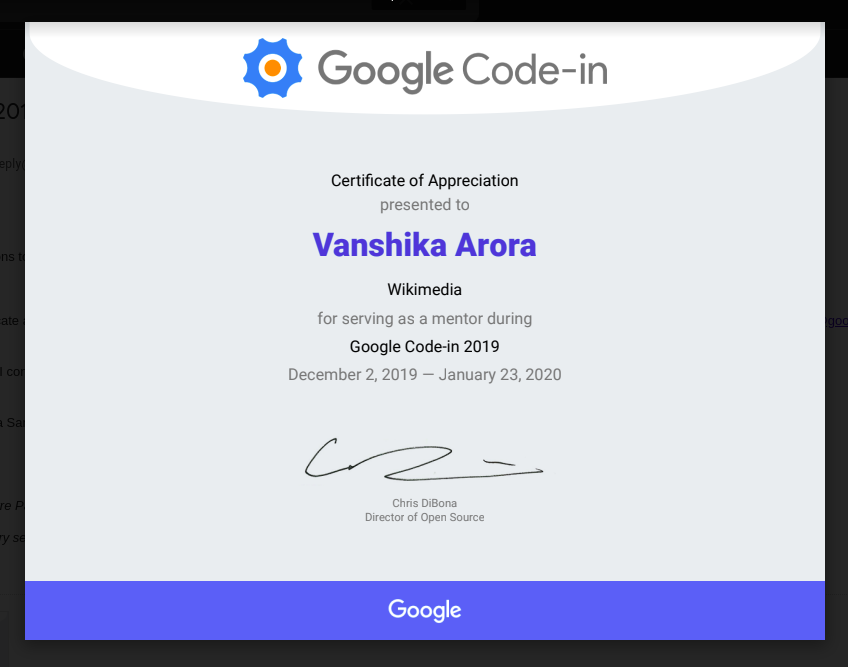 Google Code-in
Certificate of Appreciation
presented to
Vanshika Arora
Wikimedia
for serving as a mentor during
Google Code-in 2019
December 2, 2019 — January 23, 2020
Chris DiBona
Director of Open Source
Google